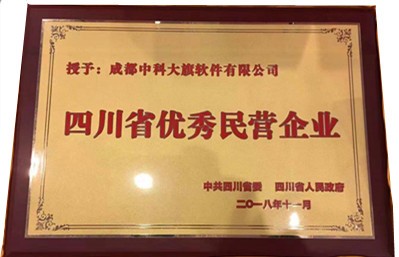 授予：成都中科大旗软件有限公司
四川省优秀民营企业
中共四川省委 四川省人民政府
二〇一八年十一月